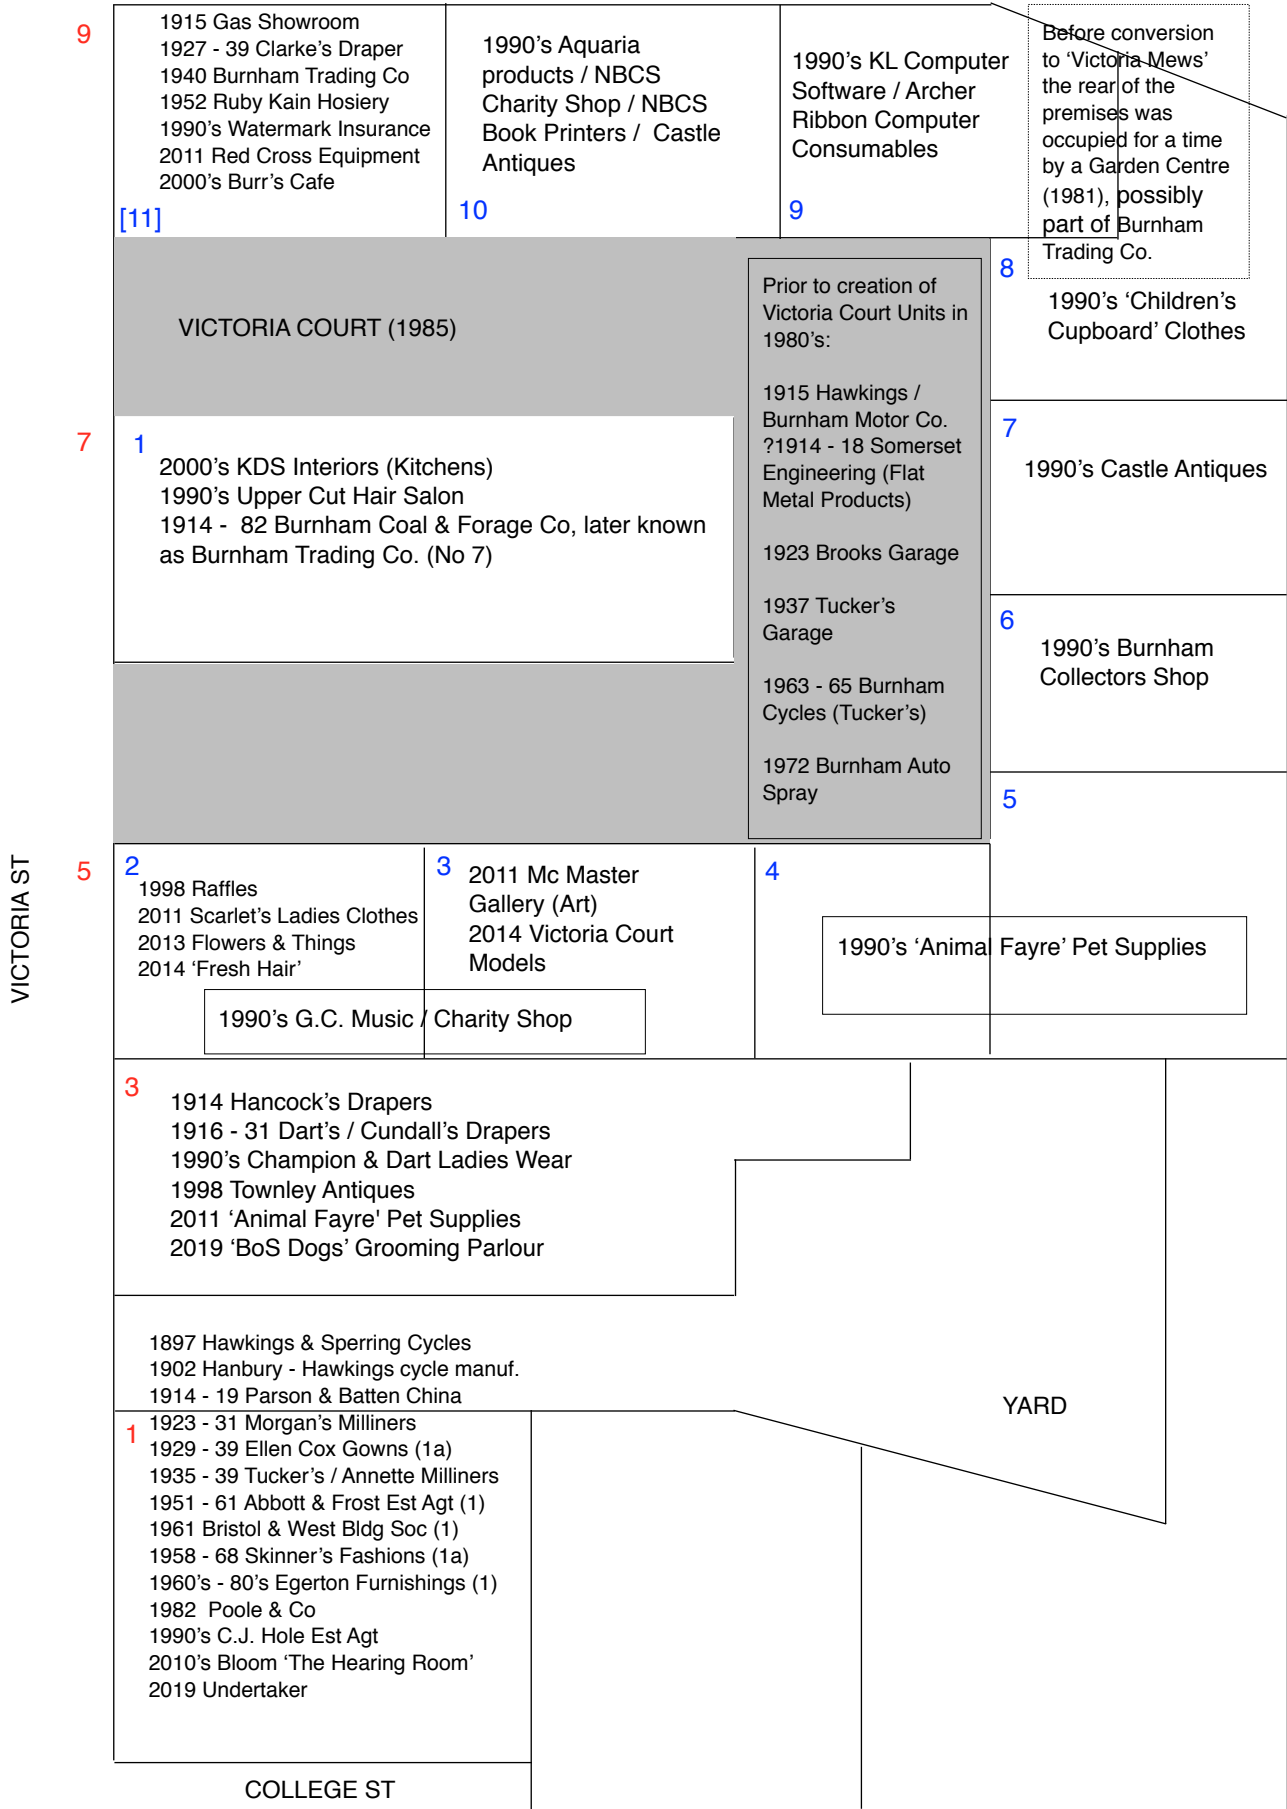 9
1915 Gas Showroom
1927 - 39 Clarke's Draper
1940 Burnham Trading Co
1952 Ruby Kain Hosiery
1990's Watermark Insurance
2011 Red Cross Equipment
2000's Burr's Cafe
[11]
1990's Aquaria
products / NBCS
Charity Shop / NBCS
Book Printers /  Castle
Antiques
10
1990's KL Computer
Software / Archer
Ribbon Computer
Consumables
9
Before conversion
to 'Victoria Mews'
the rear of the
premises was
occupied for a time
by a Garden Centre
(1981), possibly
part of Burnham
Trading Co.
8
1990's 'Children's
Cupboard' Clothes
VICTORIA COURT (1985)
Prior to creation of
Victoria Court Units in
1980's:
1915 Hawkings /
Burnham Motor Co.
?1914 - 18 Somerset
Engineering (Flat
Metal Products)
1923 Brooks Garage
1937 Tucker's
Garage
1963 - 65 Burnham
Cycles (Tucker's)
1972 Burnham Auto
Spray
7
1
2000's KDS Interiors (Kitchens)
1990's Upper Cut Hair Salon
1914 -  82 Burnham Coal & Forage Co, later known
as Burnham Trading Co. (No 7)
7
1990's Castle Antiques
6
1990's Burnham
Collectors Shop
5
VICTORIA ST
5
2
1998 Raffles
2011 Scarlet's Ladies Clothes
2013 Flowers & Things
2014 'Fresh Hair'
3
2011 Mc Master
Gallery (Art)
2014 Victoria Court
Models
1990's G.C. Music / Charity Shop
4
1990's 'Animal Fayre' Pet Supplies
3
1914 Hancock's Drapers
1916 - 31 Dart's / Cundall's Drapers
1990's Champion & Dart Ladies Wear
1998 Townley Antiques
2011 'Animal Fayre' Pet Supplies
2019 'BoS Dogs' Grooming Parlour
1897 Hawkings & Sperring Cycles
1902 Hanbury - Hawkings cycle manuf.
1914 - 19 Parson & Batten China
1
1923 - 31 Morgan's Milliners
1929 - 39 Ellen Cox Gowns (1a)
1935 - 39 Tucker's / Annette Milliners
1951 - 61 Abbott & Frost Est Agt (1)
1961 Bristol & West Bldg Soc (1)
1958 - 68 Skinner's Fashions (1a)
1960's - 80's Egerton Furnishings (1)
1982  Poole & Co
1990's C.J. Hole Est Agt
2010's Bloom 'The Hearing Room'
2019 Undertaker
YARD
COLLEGE ST